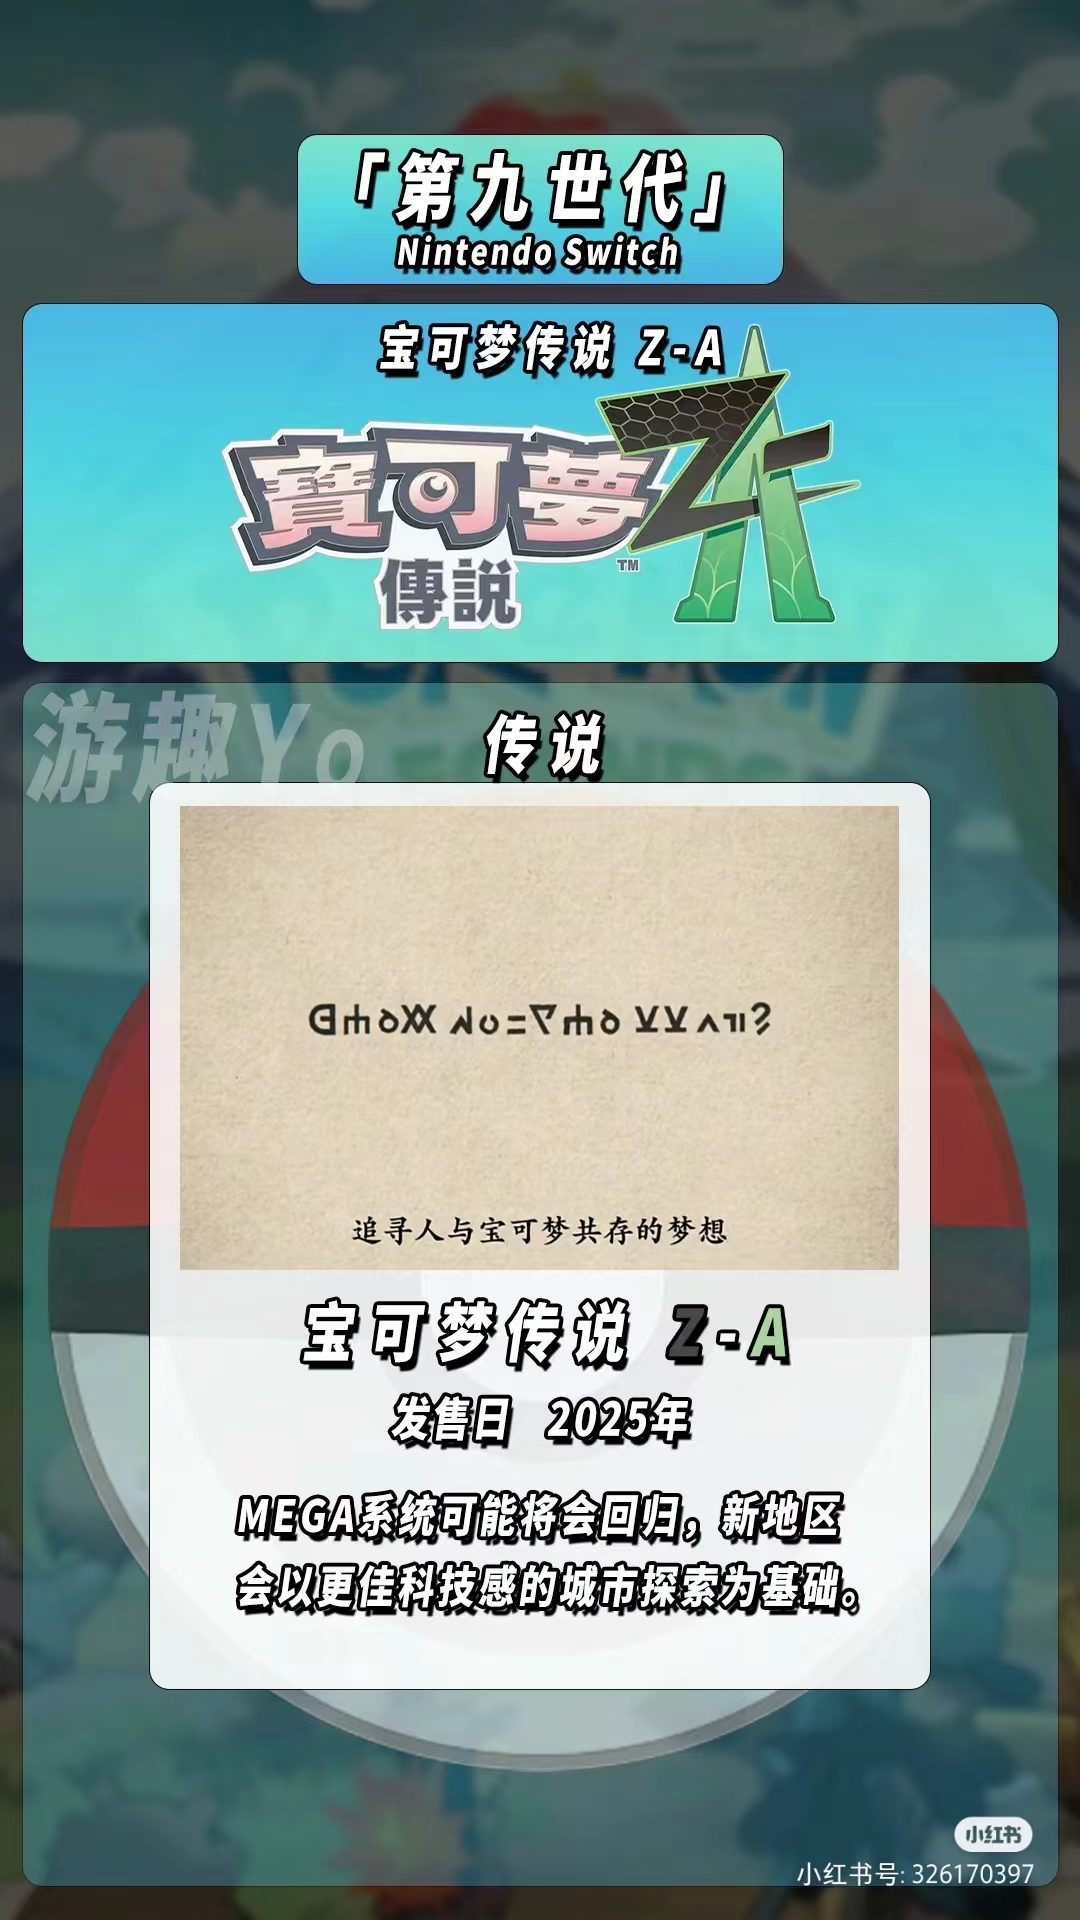 「第九世代」
Nintendo Switch
宝可梦传说 Z-A
寶可夢
ZA
傳説
TM
游趣Yo
传说
追寻人与宝可梦共存的梦想
宝可梦传说 Z-A
发售日 2025年
MEGA系统可能将会回归，新地区
会以更佳科技感的城市探索为基础。
小红书
小红书号: 326170397